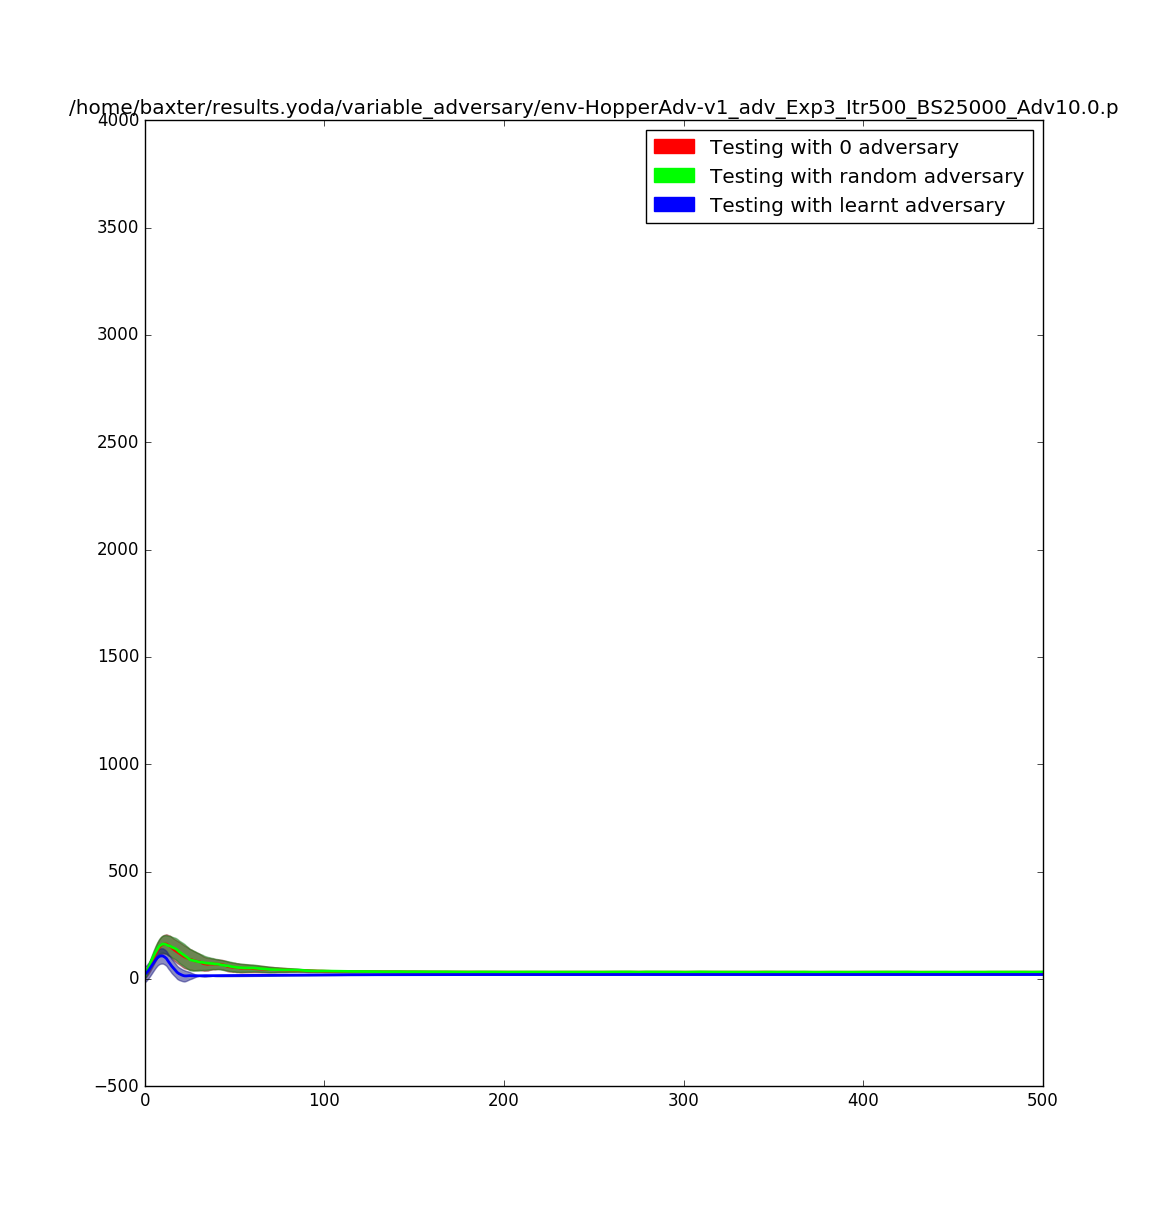 /home/baxter/results.yoda/variable_adversary/env-HopperAdv-v1_adv_Exp3_Itr500_BS25000_Adv10.0.p
4000
Testing with 0 adversary
Testing with random adversary
Testing with learnt adversary
3500
3000
2500
2000
1500
1000
500
0
−500
0 100 200 300 400 500